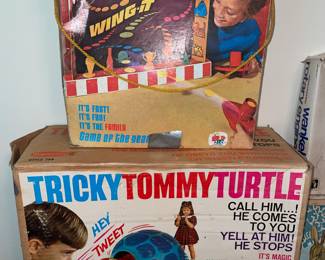 WING-IT
IT'S FAST!
IT'S FUN!
IT'S THE FAMILY
Game of the Year
TRICKY TOMMY TURTLE
CALL HIM...!
HE COMES
TO YOU
YELL AT HIM!
HE STOPS
IT'S MAGIC
HEY
TWEET
STOPS